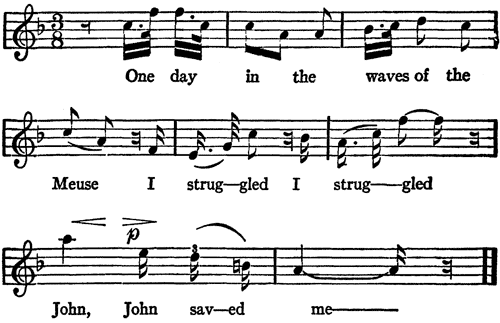 3
8
One day in the waves of the
Meuse I strug—gled I strug—gled
p
3
John, John sav—ed me—